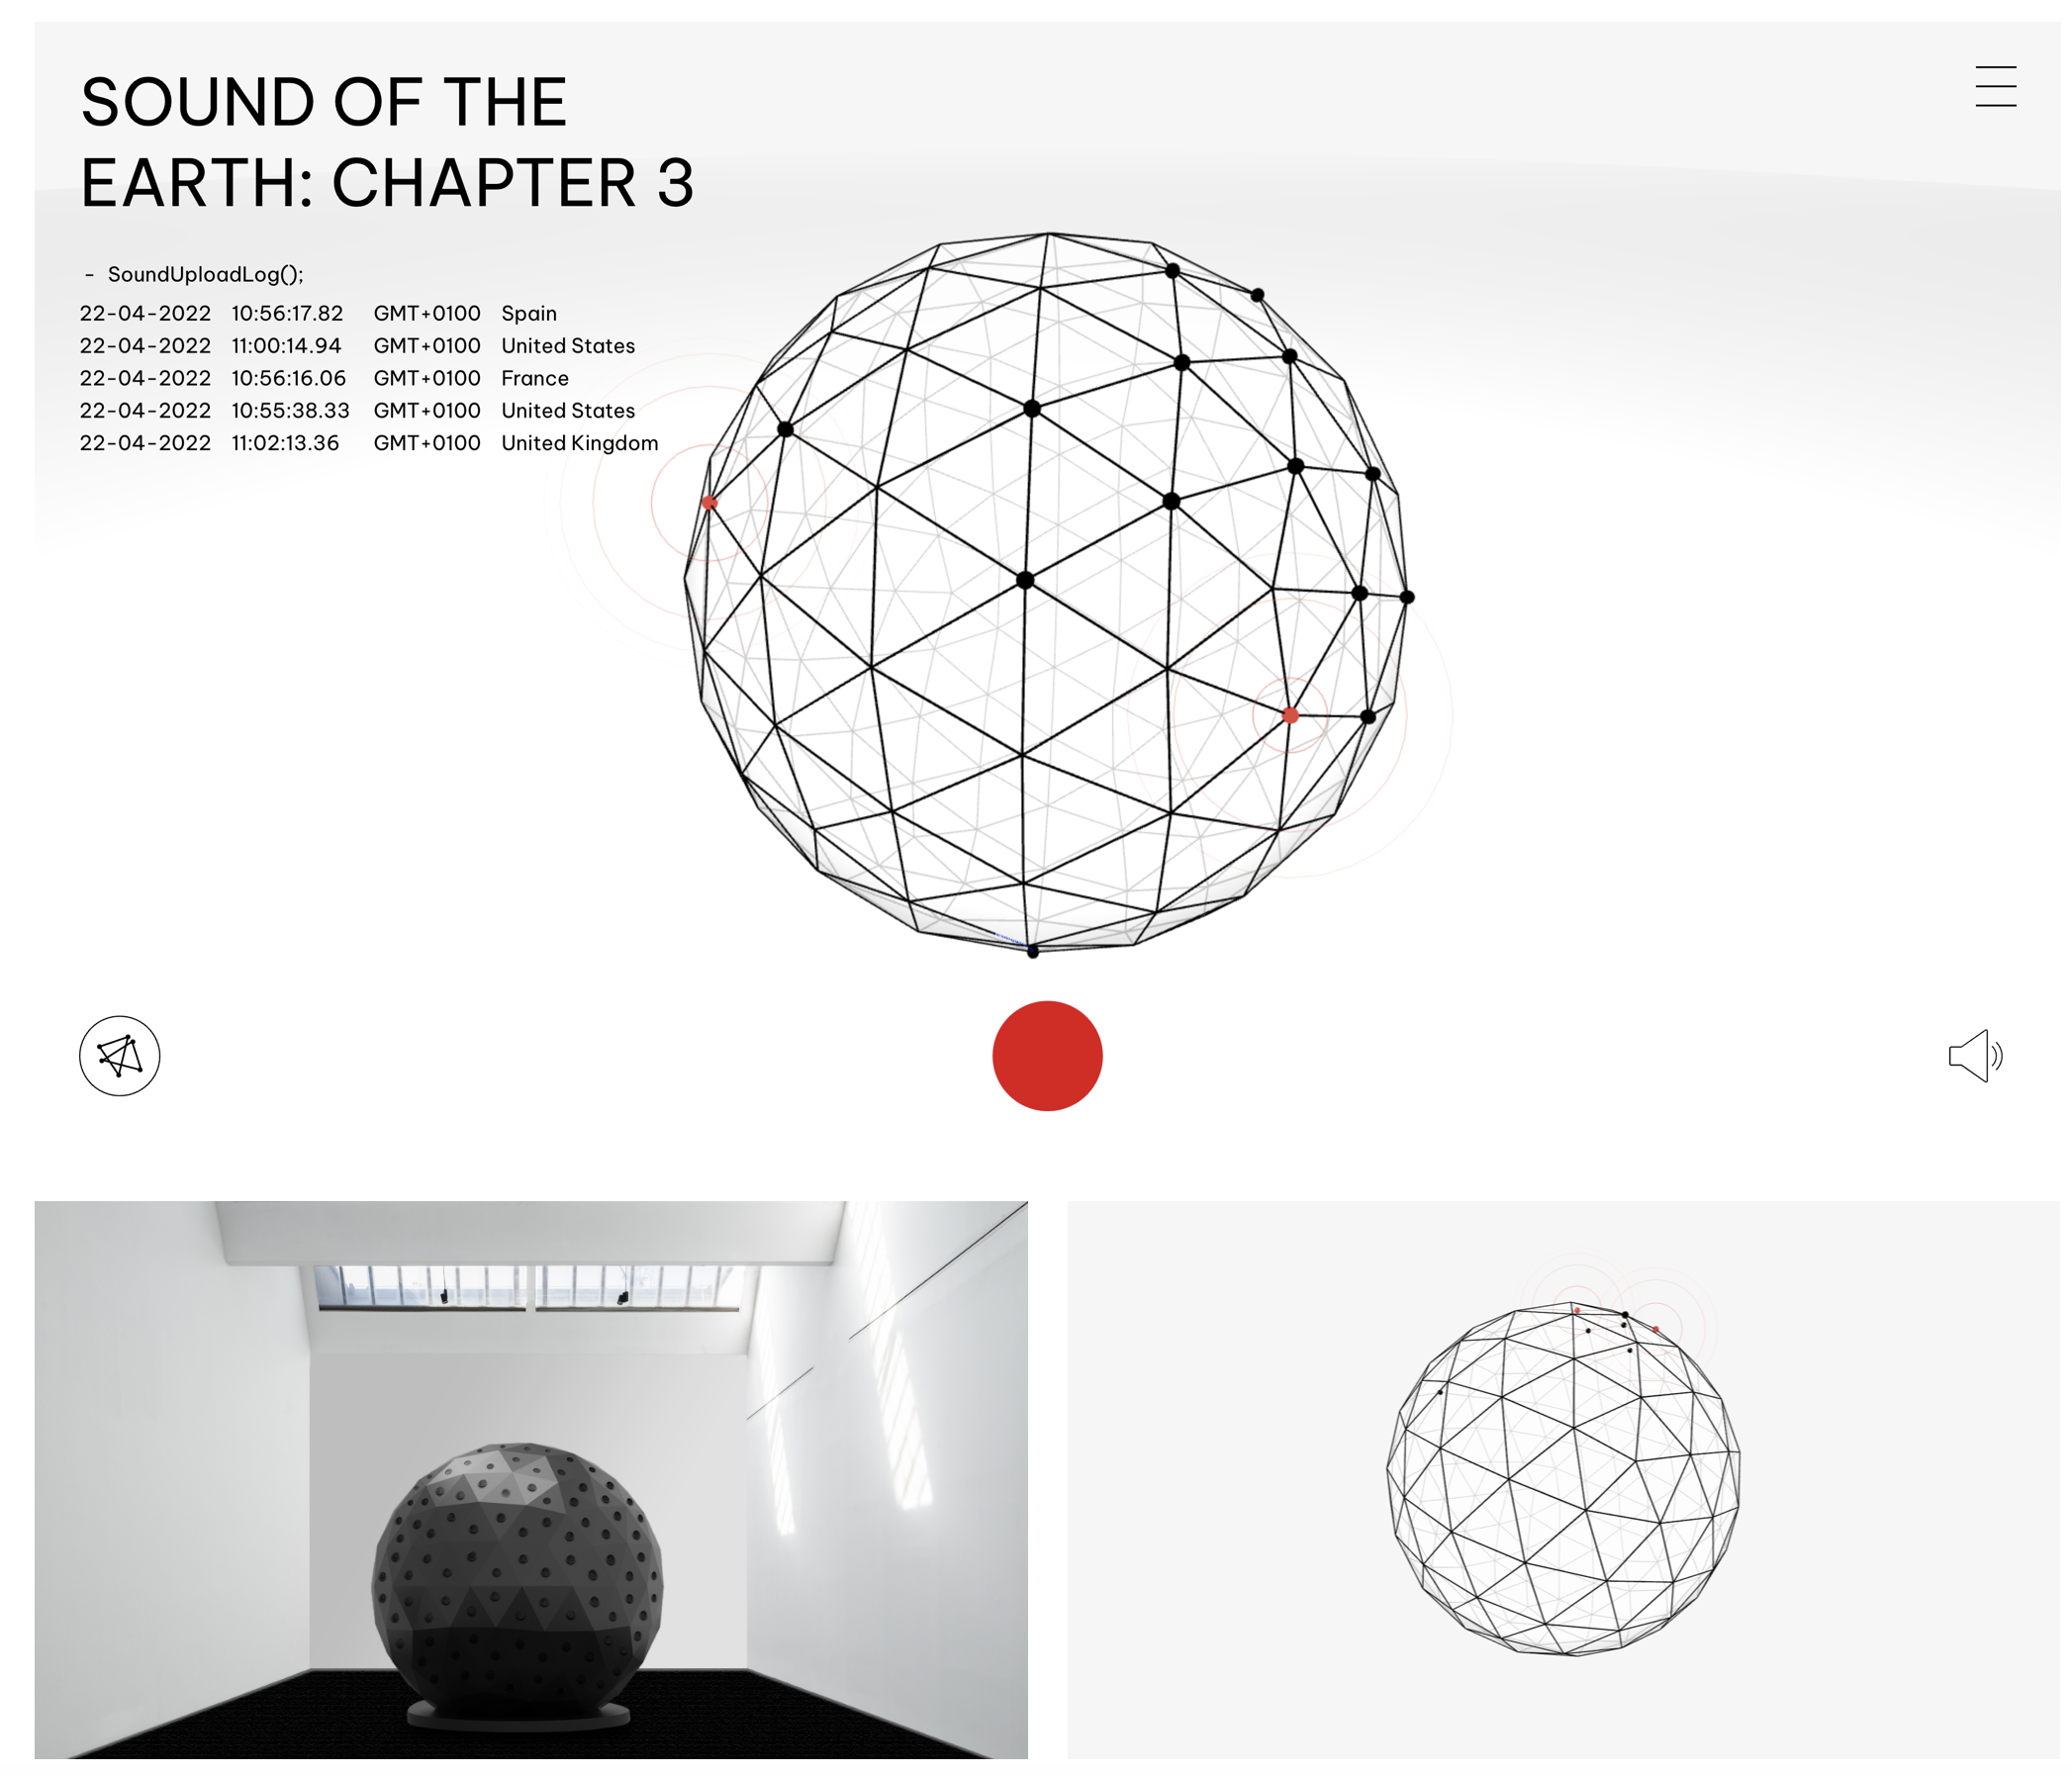 SOUND OF THE
EARTH: CHAPTER 3
- SoundUploadLog();
22-04-2022 10:56:17.82 GMT+0100 Spain
22-04-2022 11:00:14.94 GMT+0100 United States
22-04-2022 10:56:16.06 GMT+0100 France
22-04-2022 10:55:38.33 GMT+0100 United States
22-04-2022 11:02:13.36 GMT+0100 United Kingdom